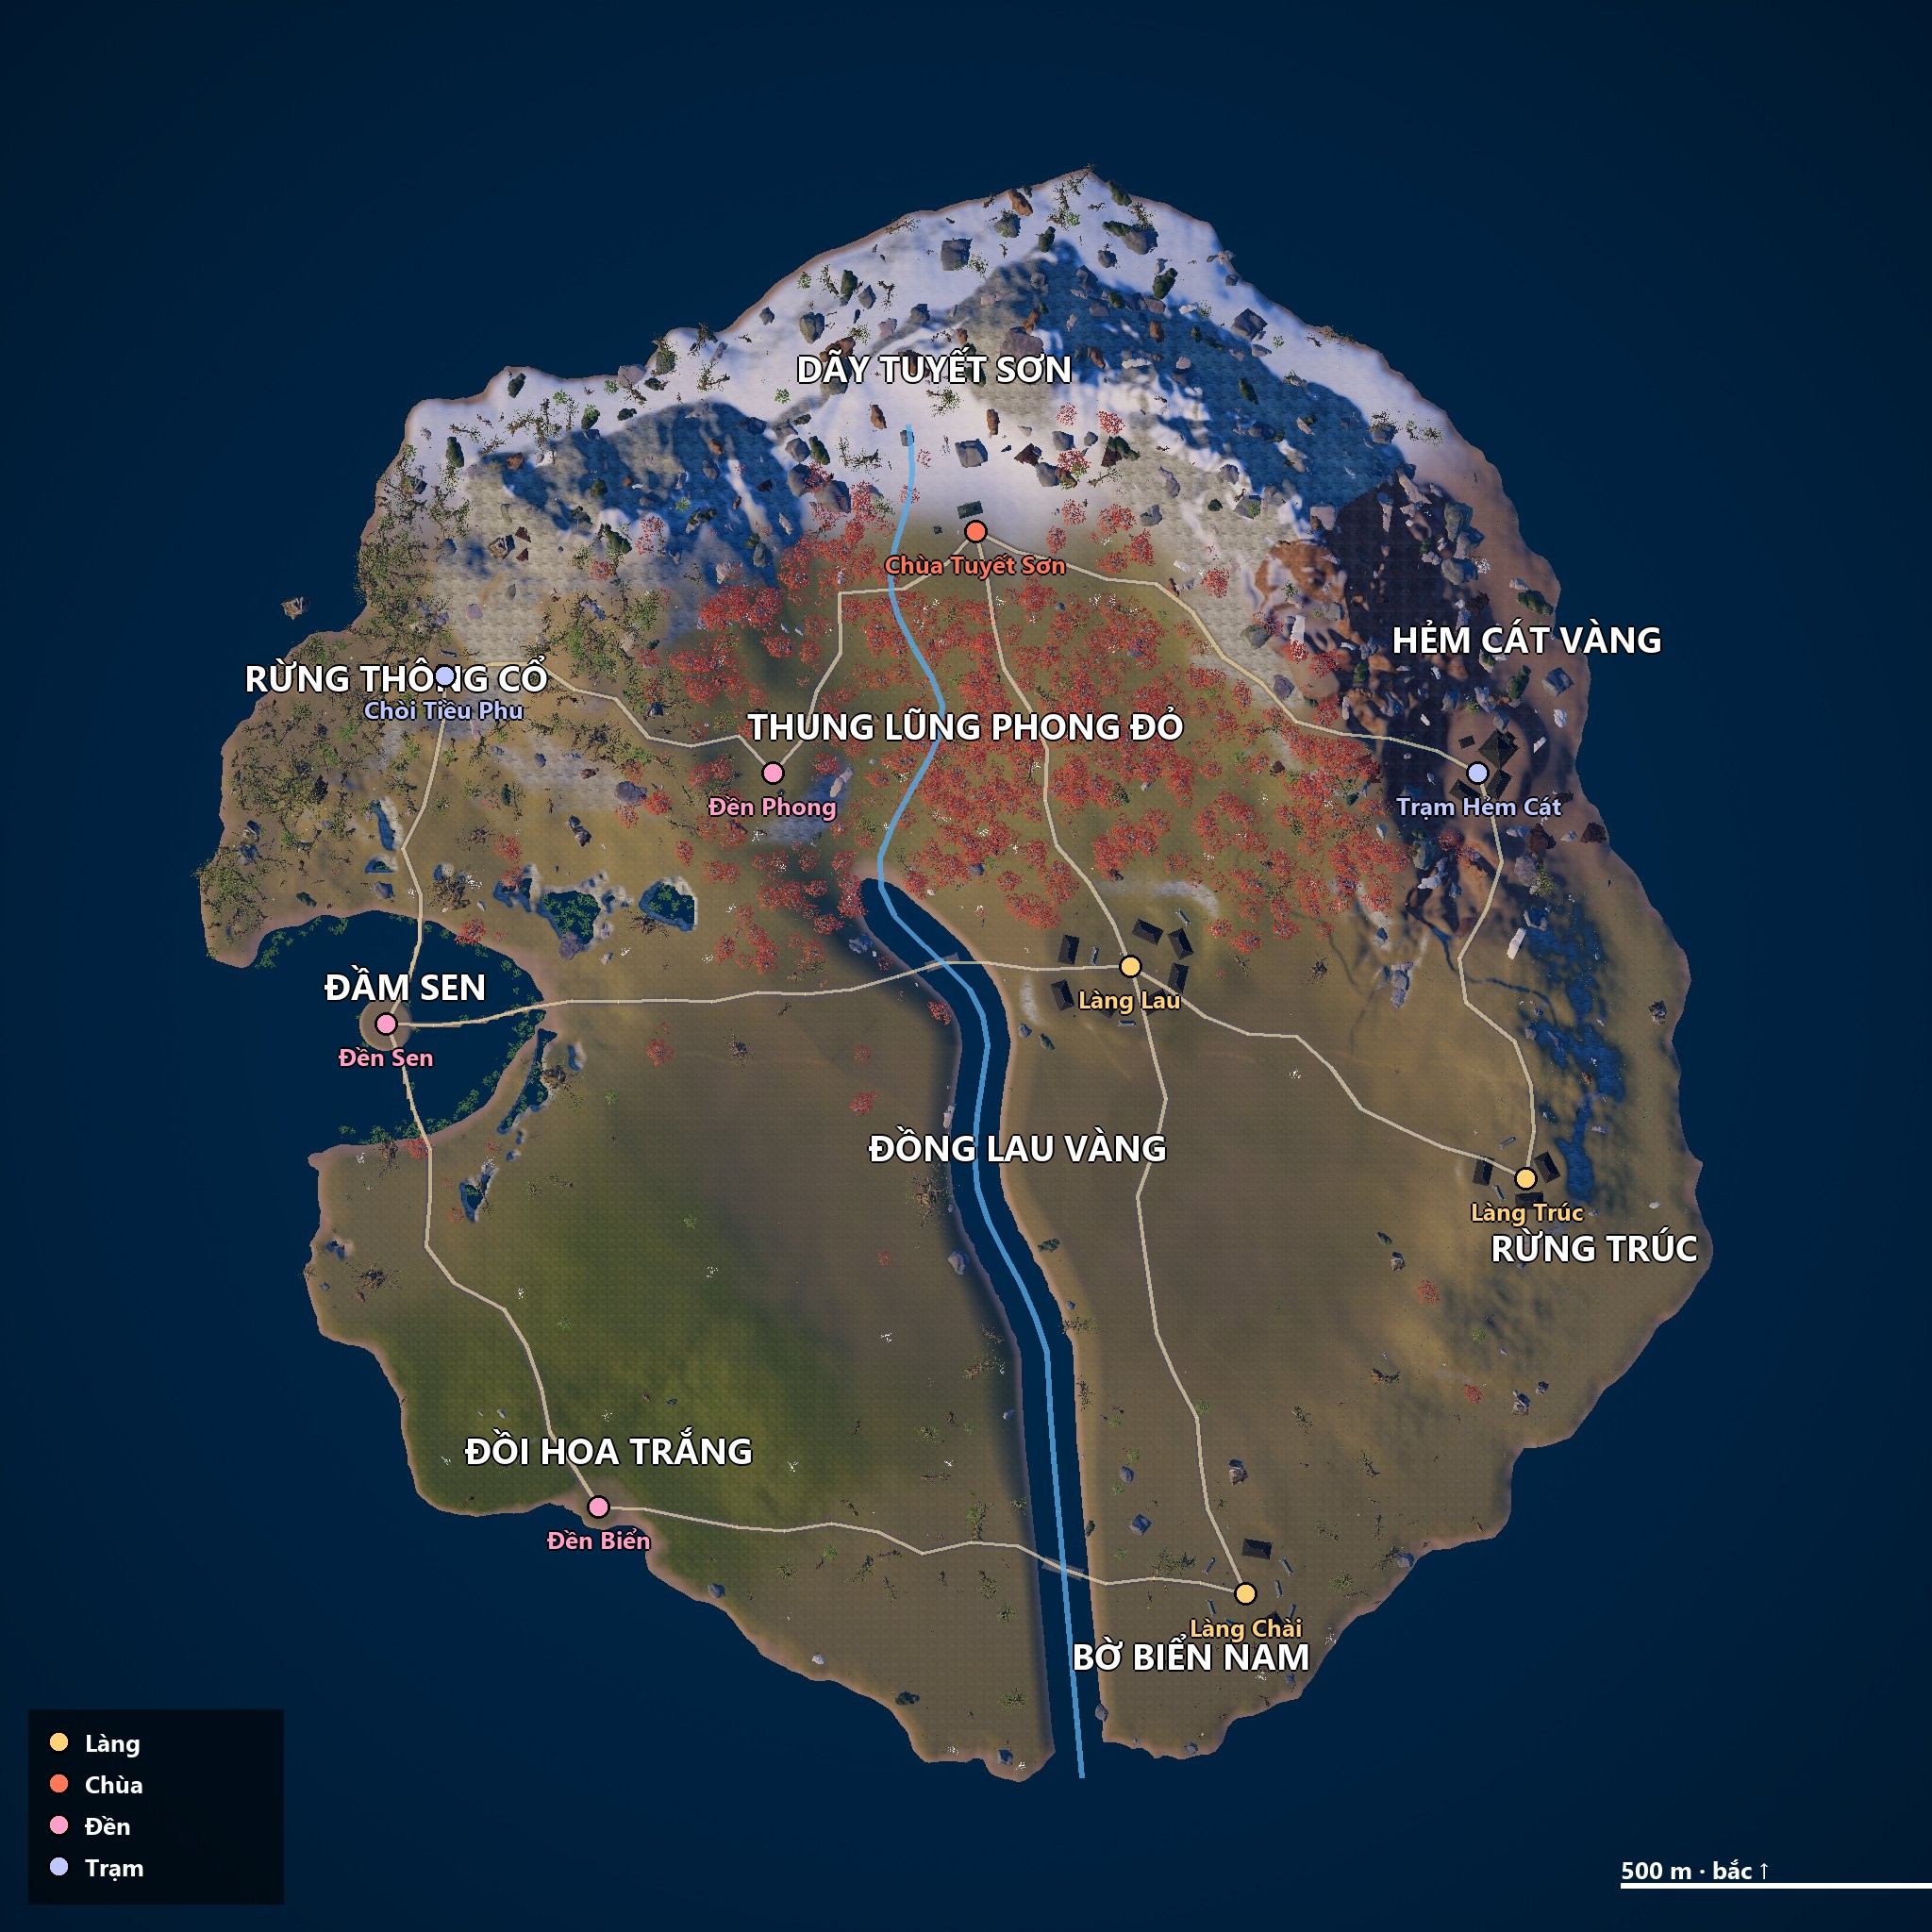 DÃY TUYẾT SƠN
Chùa Tuyết Sơn
HẺM CÁT VÀNG
RỪNG THÔNG CỔ
Chòi Tiều Phu
THUNG LŨNG PHONG ĐỎ
Đền Phong
Trạm Hẻm Cát
ĐẦM SEN
Làng Lau
Đền Sen
ĐỒNG LAU VÀNG
Làng Trúc
RỪNG TRÚC
ĐỒI HOA TRẮNG
Đền Biển
Làng Chài
BỜ BIỂN NAM
Làng
Chùa
Đền
Trạm
500 m · bắc ↑